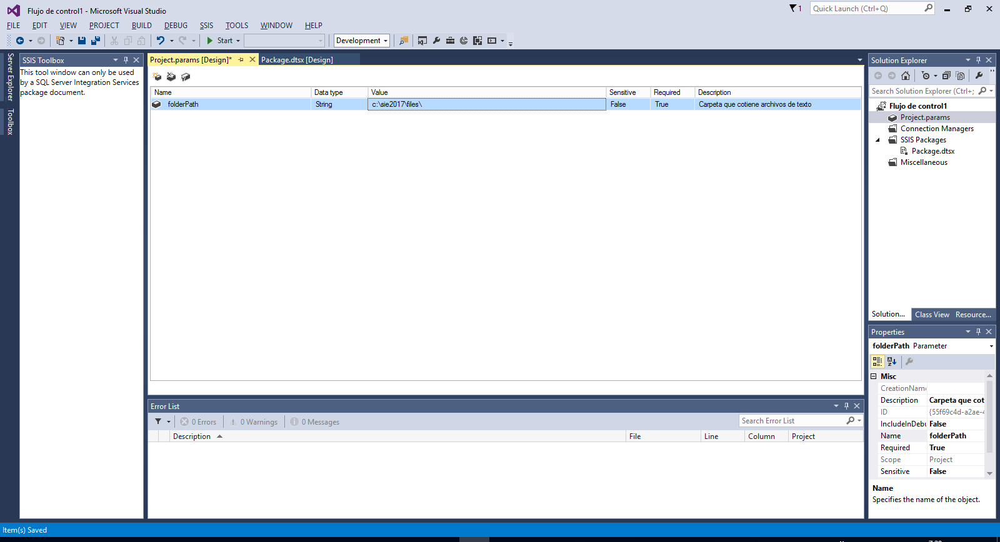 Flujo de control1 - Microsoft Visual Studio
1
Quick Launch (Ctrl+Q)
FILE EDIT VIEW PROJECT BUILD DEBUG SSIS TOOLS WINDOW HELP
Start
Development
Server Explorer
Toolbox
SSIS Toolbox
This tool window can only be used
by a SQL Server Integration Services
package document.
Project.params [Design]*
Package.dtsx [Design]
Name Data type Value Sensitive Required Description
folderPath String c:\sie2017\files\ False True Carpeta que cotiene archivos de texto
Error List
0 Errors 0 Warnings 0 Messages
Search Error List
Description File Line Column Project
Solution Explorer
Search Solution Explorer (Ctrl+;
Flujo de control1
Project.params
Connection Managers
SSIS Packages
Package.dtsx
Miscellaneous
Solution... Class View Resource...
Properties
folderPath Parameter
Misc
CreationName
Description Carpeta que cot
ID {55f69c4d-a2ae-4
IncludeInDebu False
Name folderPath
Required True
Scope Project
Sensitive False
Name
Specifies the name of the object.
Item(s) Saved